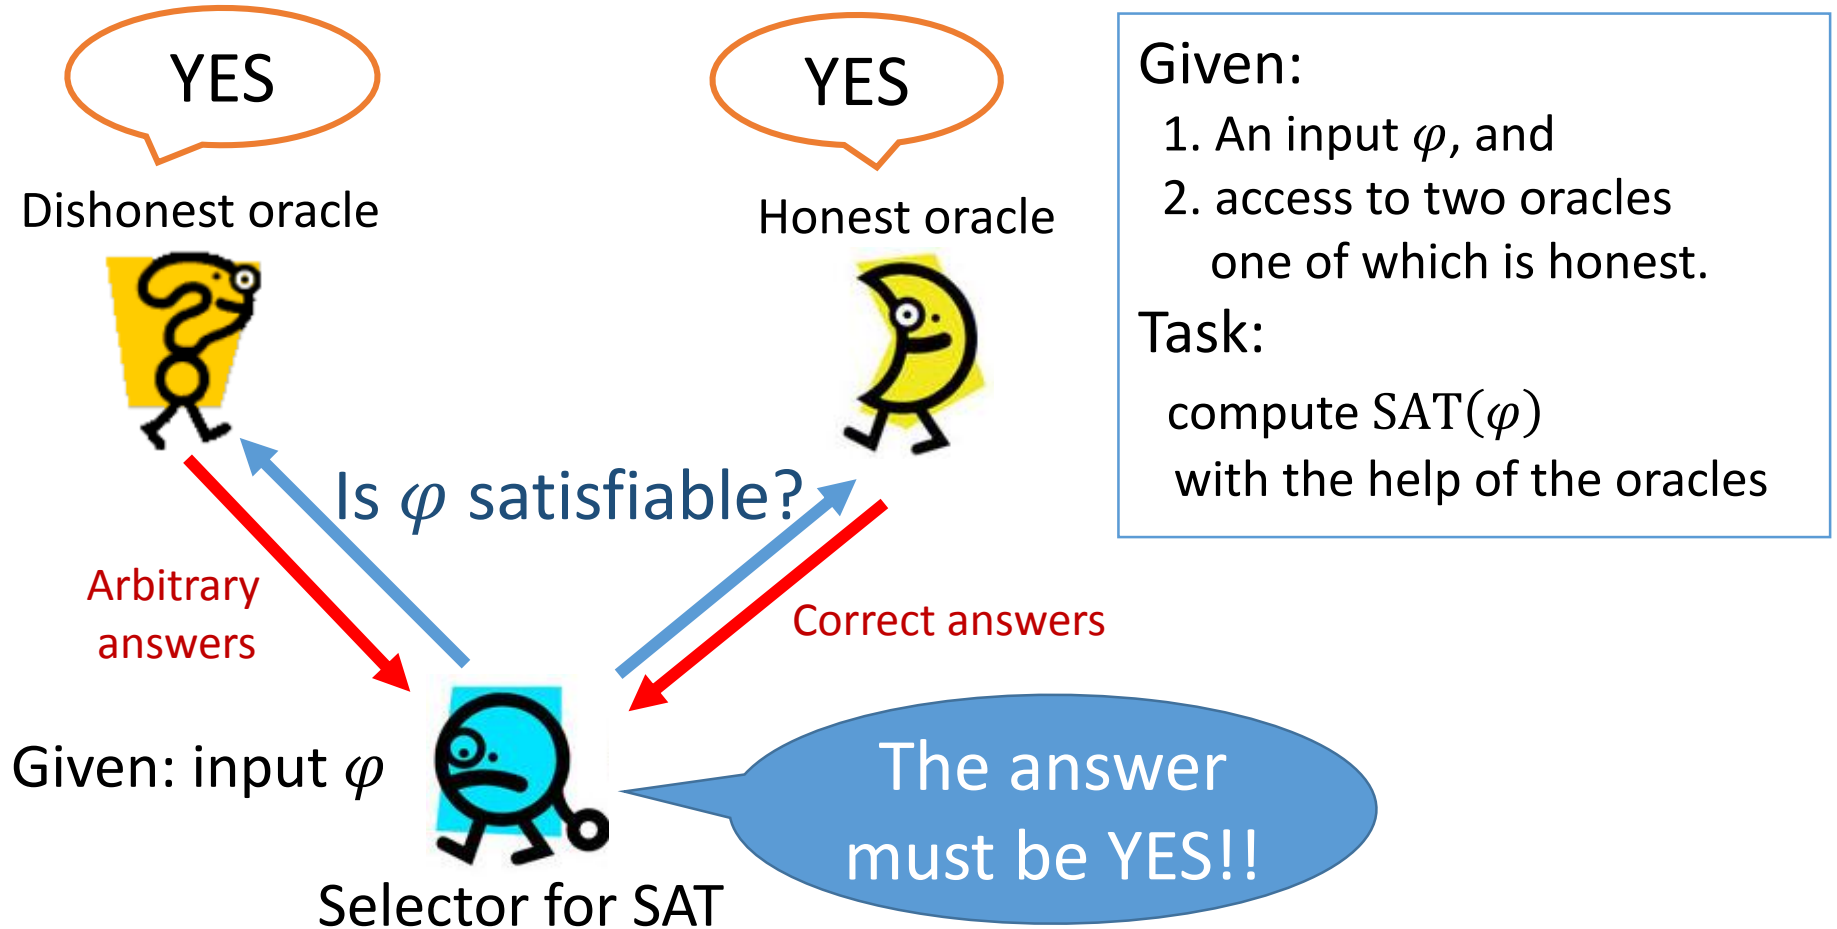 YES
YES
Dishonest oracle
Honest oracle
Is φ satisfiable?
Arbitrary
answers
Correct answers
Given: input φ
Selector for SAT
The answer
must be YES!!
Given:
1. An input φ, and
2. access to two oracles
one of which is honest.
Task:
compute SAT(φ)
with the help of the oracles